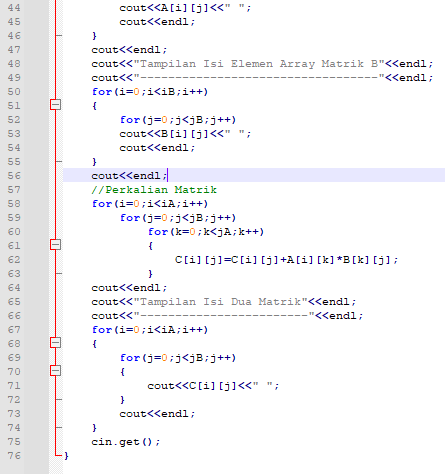 44 cout<<A[i][j]<<" ";
45 cout<<endl;
46 }
47 cout<<endl;
48 cout<<"Tampilan Isi Elemen Array Matrik B"<<endl;
49 cout<<"----------------------------------"<<endl;
50 for(i=0;i<iB;i++)
51 {
52 for(j=0;j<jB;j++)
53 cout<<B[i][j]<<" ";
54 cout<<endl;
55 }
56 cout<<endl;
57 //Perkalian Matrik
58 for(i=0;i<iA;i++)
59 for(j=0;j<jB;j++)
60 for(k=0;k<jA;k++)
61 {
62 C[i][j]=C[i][j]+A[i][k]*B[k][j];
63 }
64 cout<<endl;
65 cout<<"Tampilan Isi Dua Matrik"<<endl;
66 cout<<"------------------------"<<endl;
67 for(i=0;i<iA;i++)
68 {
69 for(j=0;j<jB;j++)
70 {
71 cout<<C[i][j]<<" ";
72 }
73 cout<<endl;
74 }
75 cin.get();
76 }